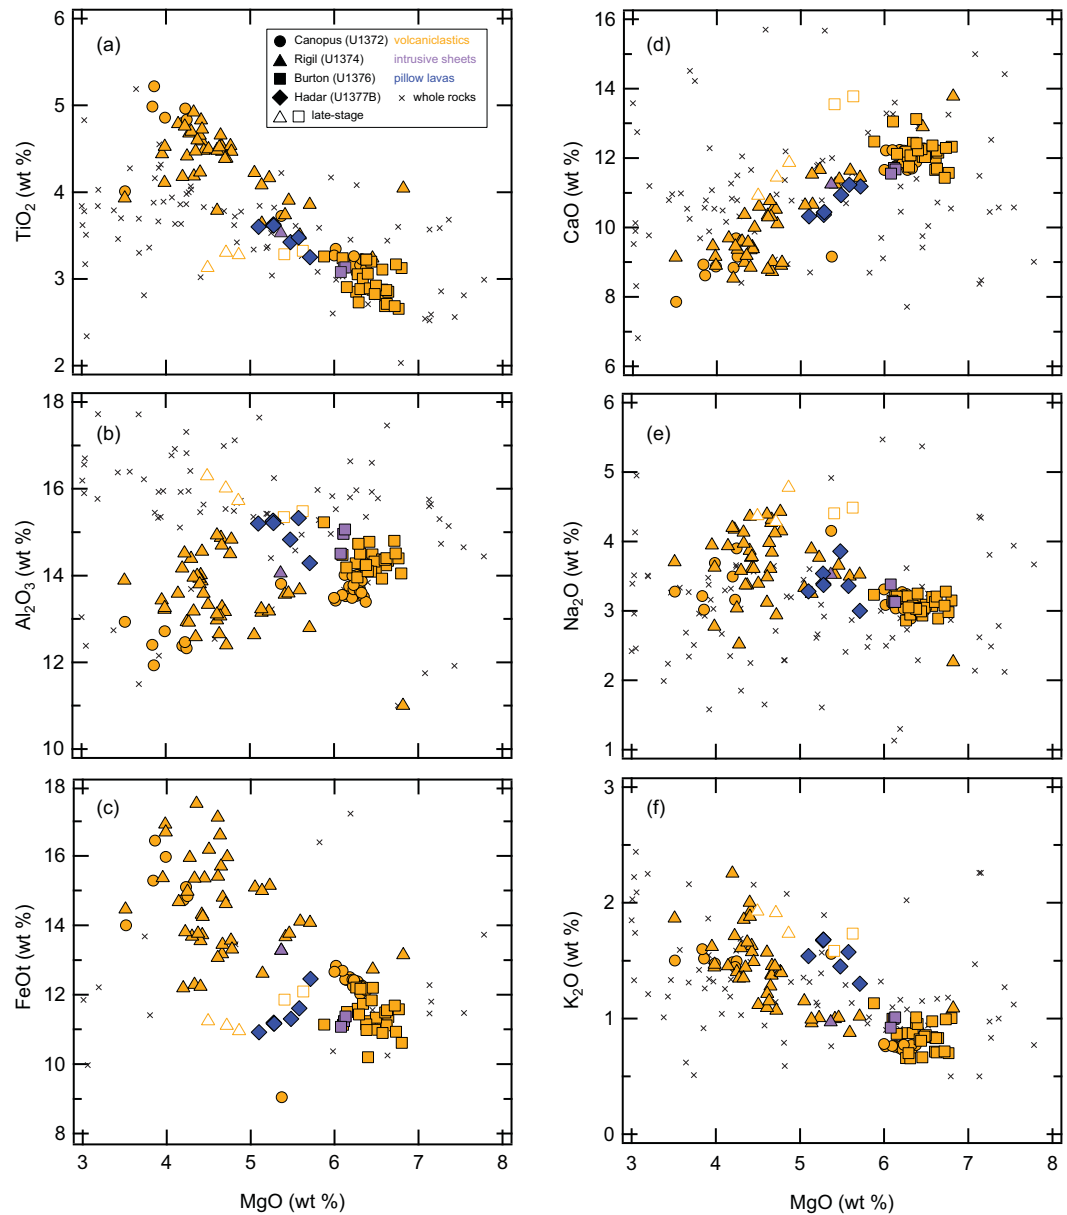 (a)
Canopus (U1372) volcaniclastics
Rigil (U1374) intrusive sheets
Burton (U1376) pillow lavas
Hadar (U1377B) × whole rocks
late-stage
TiO2 (wt %)
6
5
4
3
2
(b)
Al2O3 (wt %)
18
16
14
12
10
(c)
FeOt (wt %)
18
16
14
12
10
8
3 4 5 6 7 8
MgO (wt %)
(d)
CaO (wt %)
16
14
12
10
8
6
(e)
Na2O (wt %)
6
5
4
3
2
1
(f)
K2O (wt %)
3
2
1
0
3 4 5 6 7 8
MgO (wt %)